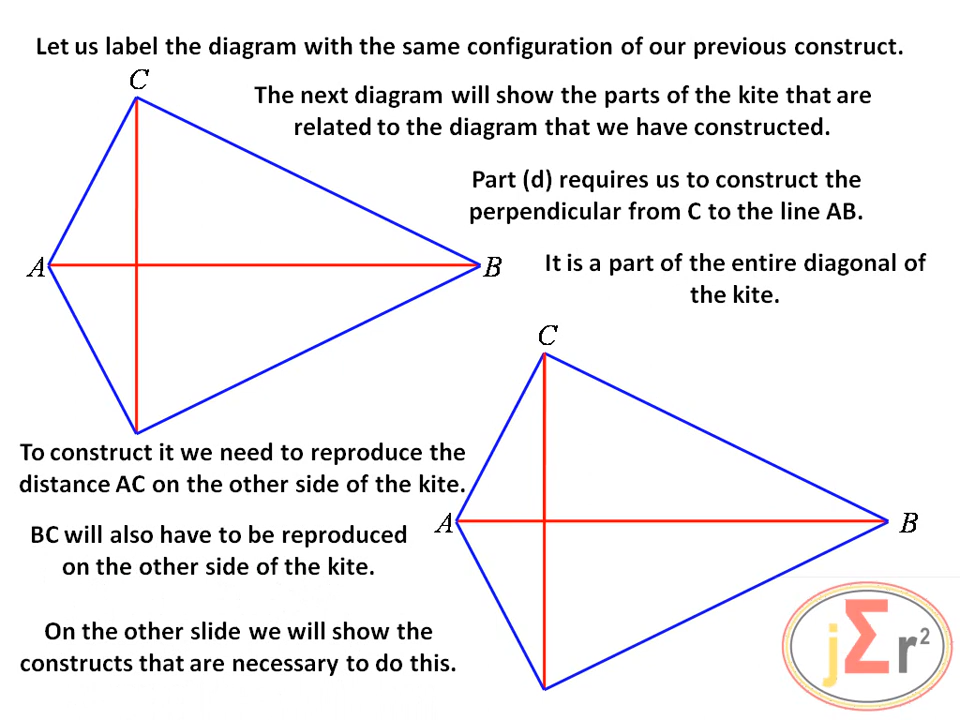 Let us label the diagram with the same configuration of our previous construct.
C
The next diagram will show the parts of the kite that are
related to the diagram that we have constructed.
Part (d) requires us to construct the
perpendicular from C to the line AB.
A
B
It is a part of the entire diagonal of
the kite.
C
To construct it we need to reproduce the
distance AC on the other side of the kite.
A
B
BC will also have to be reproduced
on the other side of the kite.
On the other slide we will show the
constructs that are necessary to do this.
jΣr²